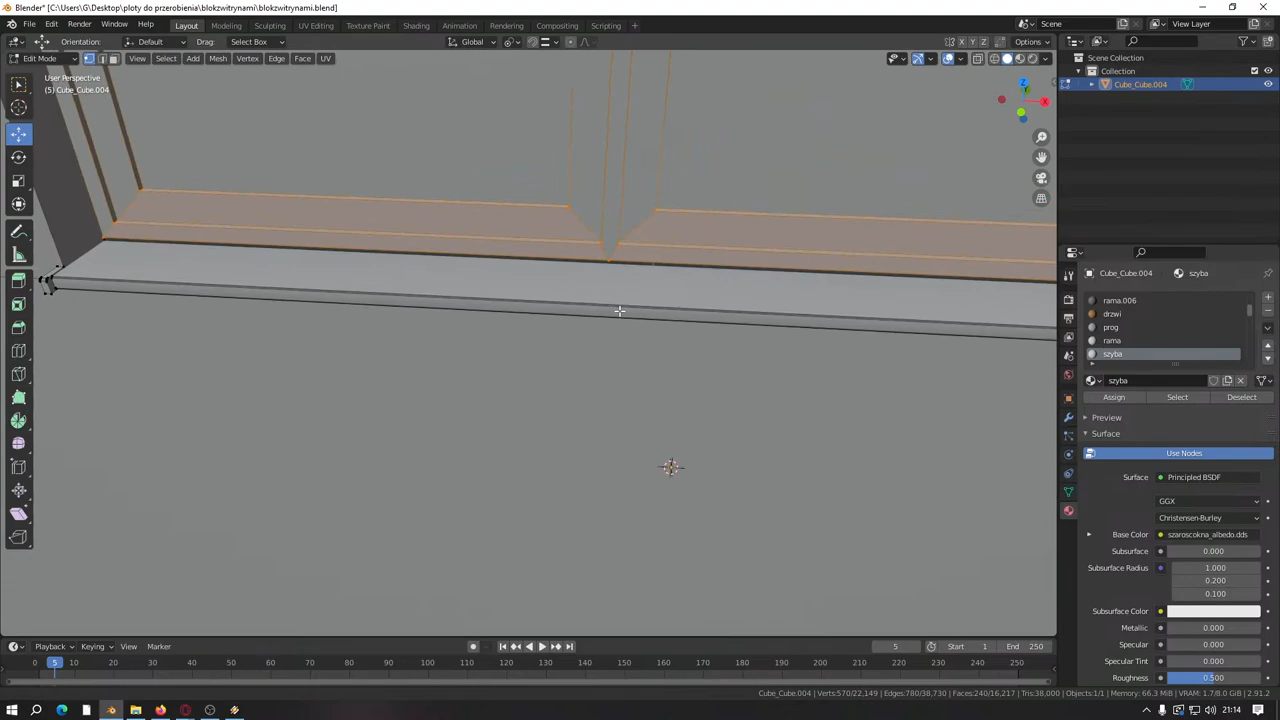 Blender* [C:\Users\G\Desktop\ploty do przerobienia\blokzwitrynami\blokzwitrynami.blend]
File Edit Render Window Help Layout Modeling Sculpting UV Editing Texture Paint Shading Animation Rendering Compositing Scripting Scene View Layer
Orientation: Default Drag: Select Box Global X Y Z Options
Edit Mode View Select Add Mesh Vertex Edge Face UV
User Perspective
(5) Cube_Cube.004
Z
X
Scene Collection
Collection
Cube_Cube.004
Cube_Cube.004 szyba
rama.006
drzwi
prog
rama
szyba
szyba
Assign Select Deselect
Preview
Surface
Use Nodes
Surface Principled BSDF
GGX
Christensen-Burley
Base Color szaroscokna_albedo.dds
Subsurface 0.000
Subsurface Radius 1.000
0.200
0.100
Subsurface Color
Metallic 0.000
Specular 0.000
Specular Tint 0.000
Roughness 0.500
Playback Keying View Marker 5 Start 1 End 250
0 5 10 20 30 40 50 60 70 80 90 100 110 120 130 140 150 160 170 180 190 200 210 220 230 240 250
Cube_Cube.004 | Verts:570/22,149 | Edges:780/38,730 | Faces:240/16,217 | Tris:38,000 | Objects:1/1 | Memory: 66.3 MiB | VRAM: 1.7/8.0 GiB | 2.91.2
21:14